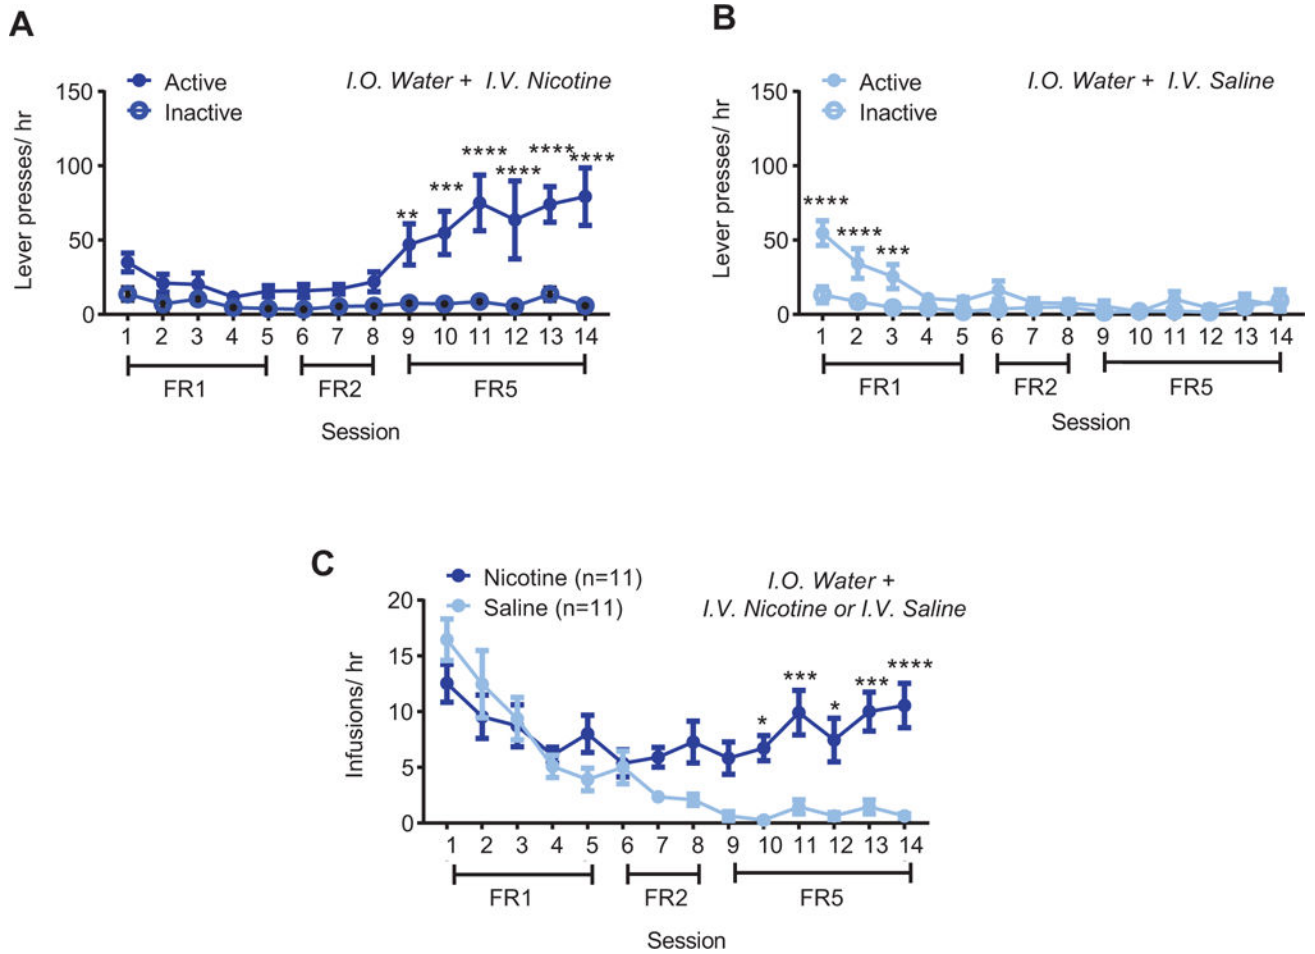 A
Active
Inactive
I.O. Water + I.V. Nicotine
Lever presses/ hr
150
100
50
0
**
***
****
****
****
****
1 2 3 4 5 6 7 8 9 10 11 12 13 14
FR1 FR2 FR5
Session
B
Active
Inactive
I.O. Water + I.V. Saline
Lever presses/ hr
150
100
50
0
****
****
***
1 2 3 4 5 6 7 8 9 10 11 12 13 14
FR1 FR2 FR5
Session
C
Nicotine (n=11)
Saline (n=11)
I.O. Water +
I.V. Nicotine or I.V. Saline
Infusions/ hr
20
15
10
5
0
*
***
*
***
****
1 2 3 4 5 6 7 8 9 10 11 12 13 14
FR1 FR2 FR5
Session